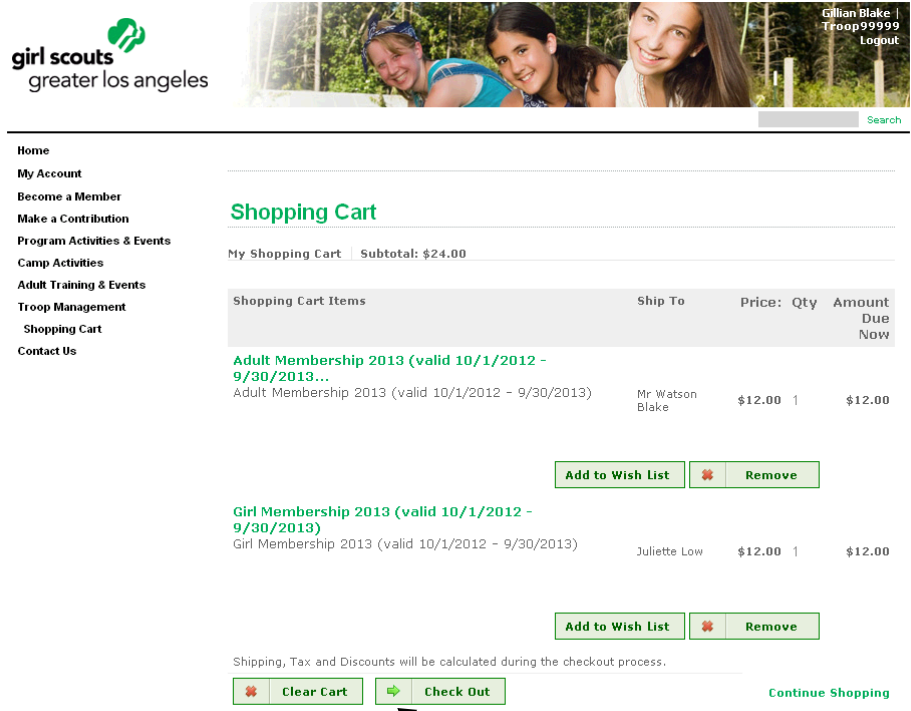 Gillian Blake |
Troop99999
Logout
girl scouts
greater los angeles
Search
Home
My Account
Become a Member
Make a Contribution
Program Activities & Events
Camp Activities
Adult Training & Events
Troop Management
Shopping Cart
Contact Us
Shopping Cart
My Shopping Cart Subtotal: $24.00
Shopping Cart Items Ship To Price: Qty Amount
Due
Now
Adult Membership 2013 (valid 10/1/2012 -
9/30/2013...
Adult Membership 2013 (valid 10/1/2012 - 9/30/2013) Mr Watson $12.00 1 $12.00
Blake
Add to Wish List Remove
Girl Membership 2013 (valid 10/1/2012 -
9/30/2013)
Girl Membership 2013 (valid 10/1/2012 - 9/30/2013) Juliette Low $12.00 1 $12.00
Add to Wish List Remove
Shipping, Tax and Discounts will be calculated during the checkout process.
Clear Cart Check Out Continue Shopping